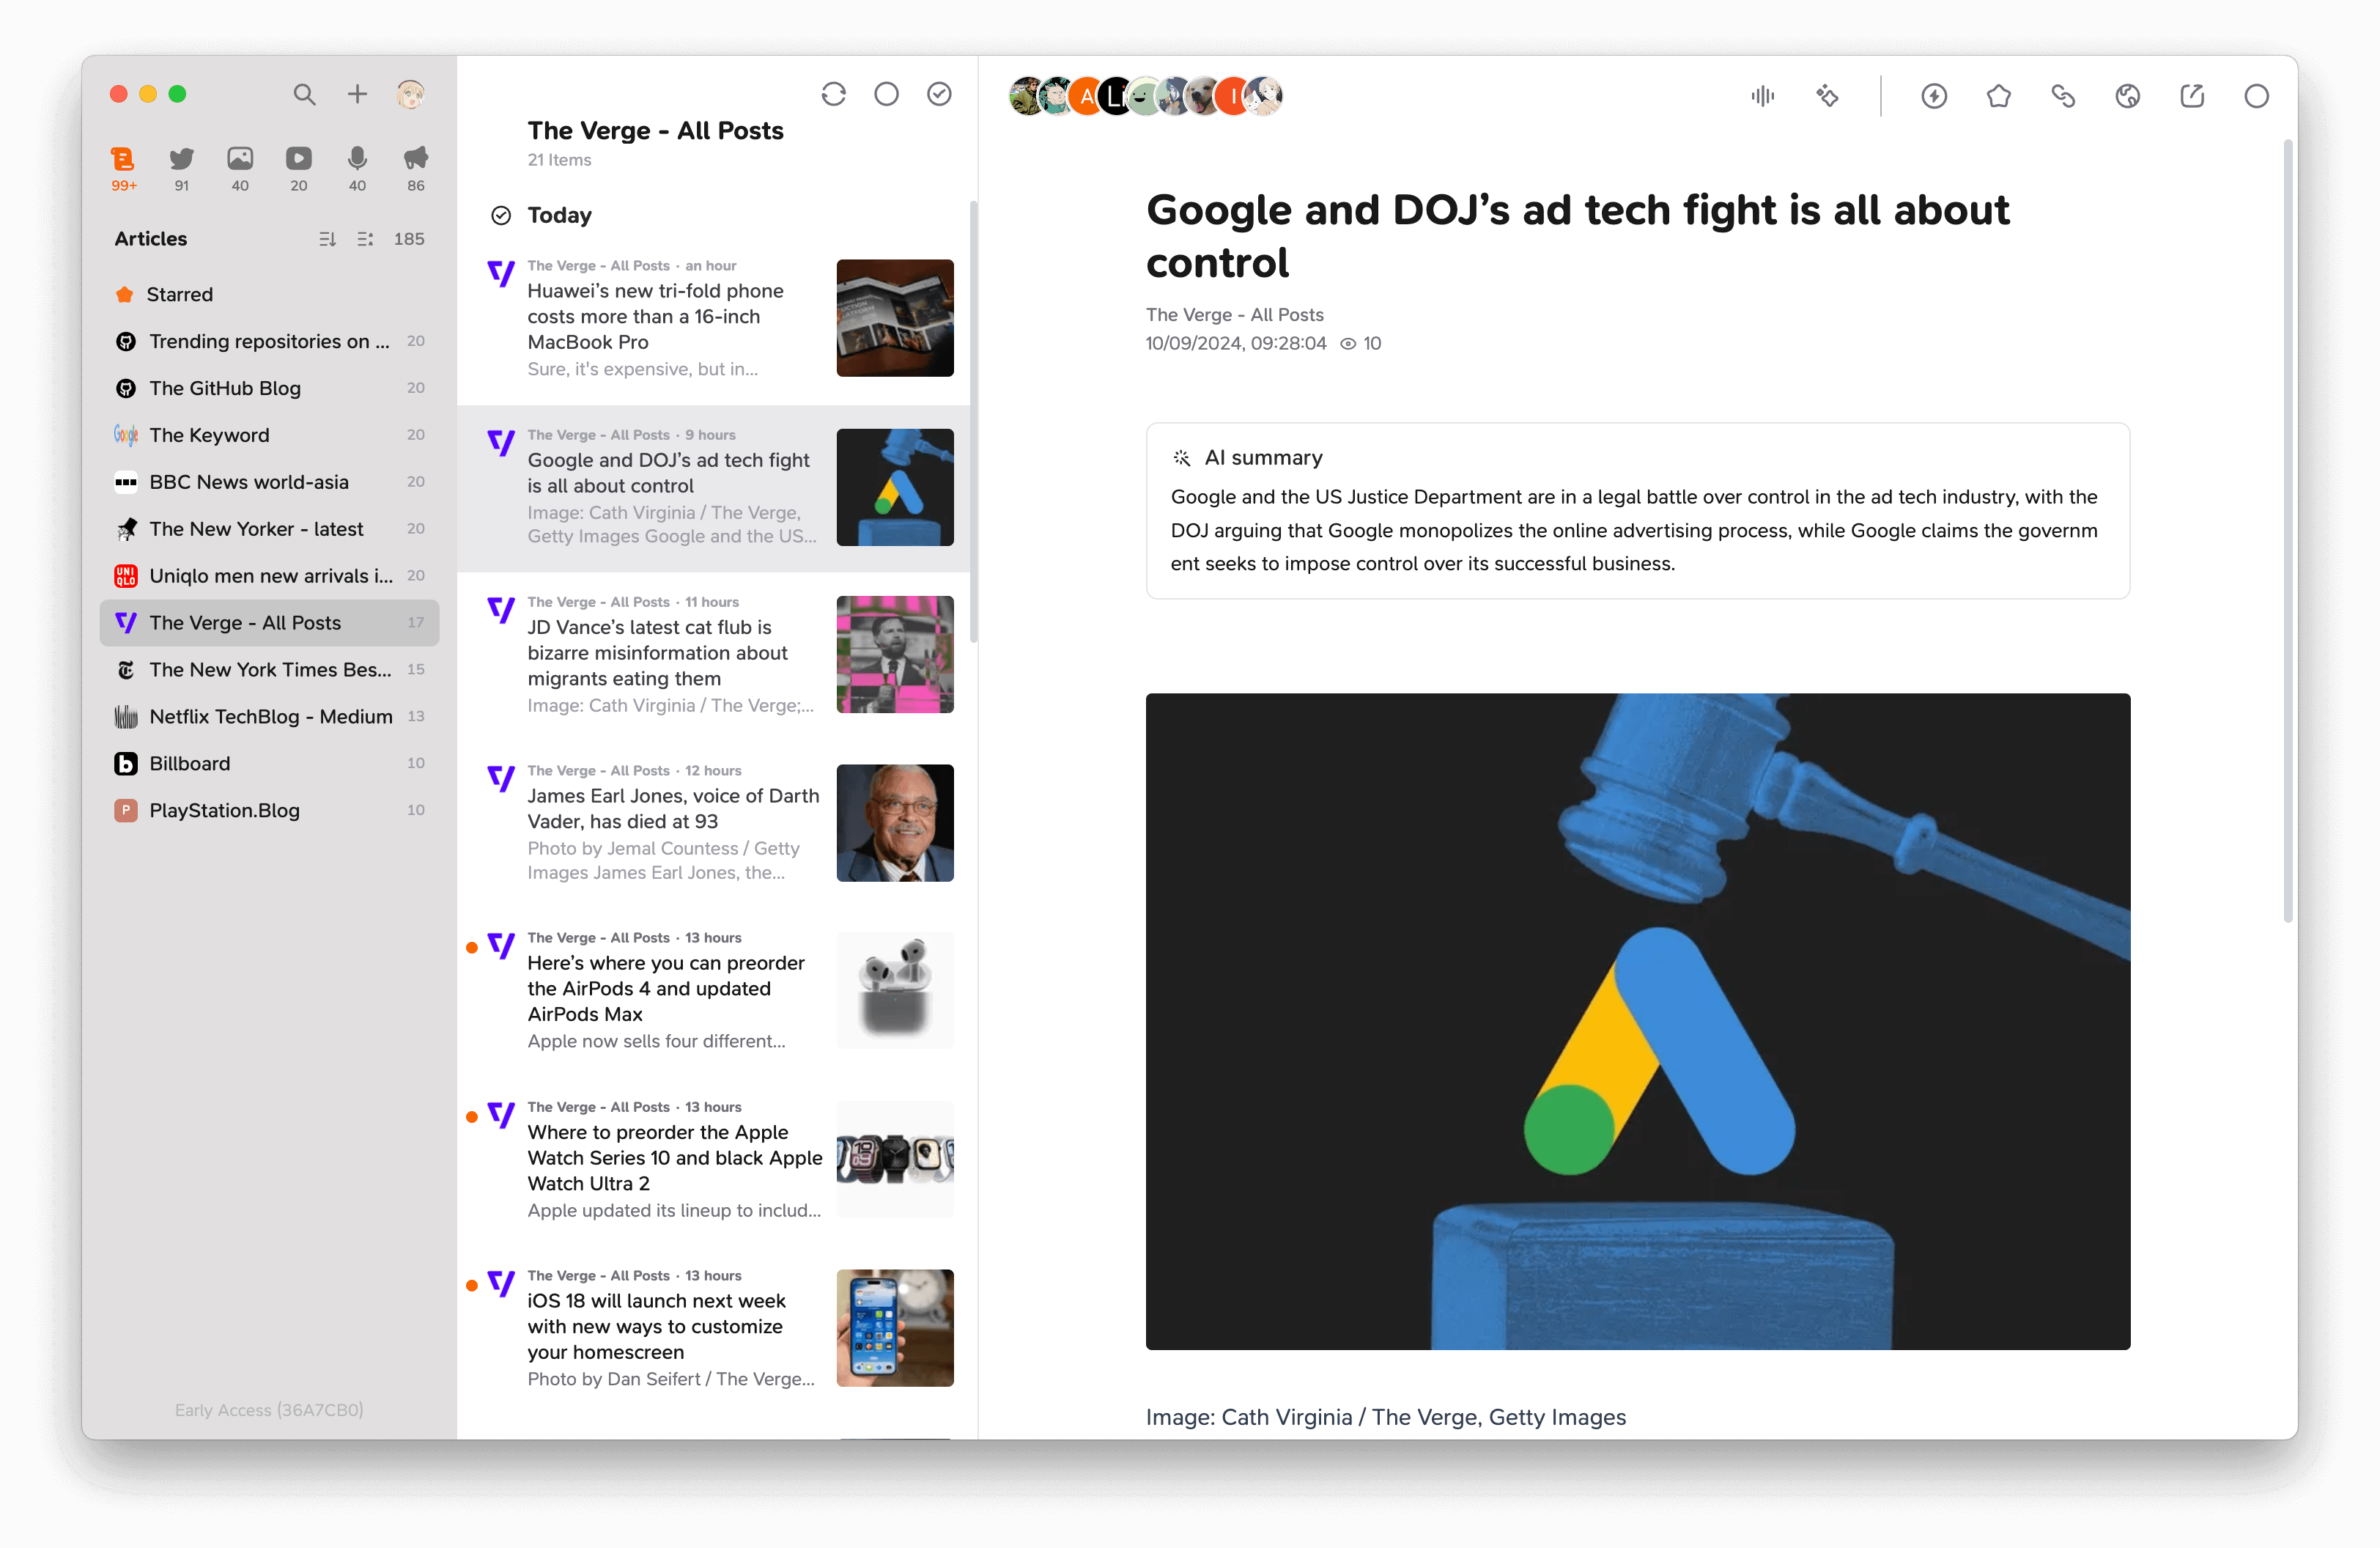 99+
91
40
20
40
86
Articles
185
Starred
Trending repositories on ...
20
The GitHub Blog
20
Google
The Keyword
20
BBC News world-asia
20
The New Yorker - latest
20
UNI
QLO
Uniqlo men new arrivals i...
20
The Verge - All Posts
17
The New York Times Bes...
15
Netflix TechBlog - Medium
13
Billboard
10
P
PlayStation.Blog
10
Early Access (36A7CB0)
The Verge - All Posts
21 Items
Today
The Verge - All Posts · an hour
Huawei’s new tri-fold phone
costs more than a 16-inch
MacBook Pro
Sure, it's expensive, but in...
The Verge - All Posts · 9 hours
Google and DOJ’s ad tech fight
is all about control
Image: Cath Virginia / The Verge,
Getty Images Google and the US...
The Verge - All Posts · 11 hours
JD Vance’s latest cat flub is
bizarre misinformation about
migrants eating them
Image: Cath Virginia / The Verge;...
The Verge - All Posts · 12 hours
James Earl Jones, voice of Darth
Vader, has died at 93
Photo by Jemal Countess / Getty
Images James Earl Jones, the...
The Verge - All Posts · 13 hours
Here’s where you can preorder
the AirPods 4 and updated
AirPods Max
Apple now sells four different...
The Verge - All Posts · 13 hours
Where to preorder the Apple
Watch Series 10 and black Apple
Watch Ultra 2
Apple updated its lineup to includ...
The Verge - All Posts · 13 hours
iOS 18 will launch next week
with new ways to customize
your homescreen
Photo by Dan Seifert / The Verge...
A
Li
I
Google and DOJ’s ad tech fight is all about
control
The Verge - All Posts
10/09/2024, 09:28:04
10
AI summary
Google and the US Justice Department are in a legal battle over control in the ad tech industry, with the
DOJ arguing that Google monopolizes the online advertising process, while Google claims the governm
ent seeks to impose control over its successful business.
Image: Cath Virginia / The Verge, Getty Images